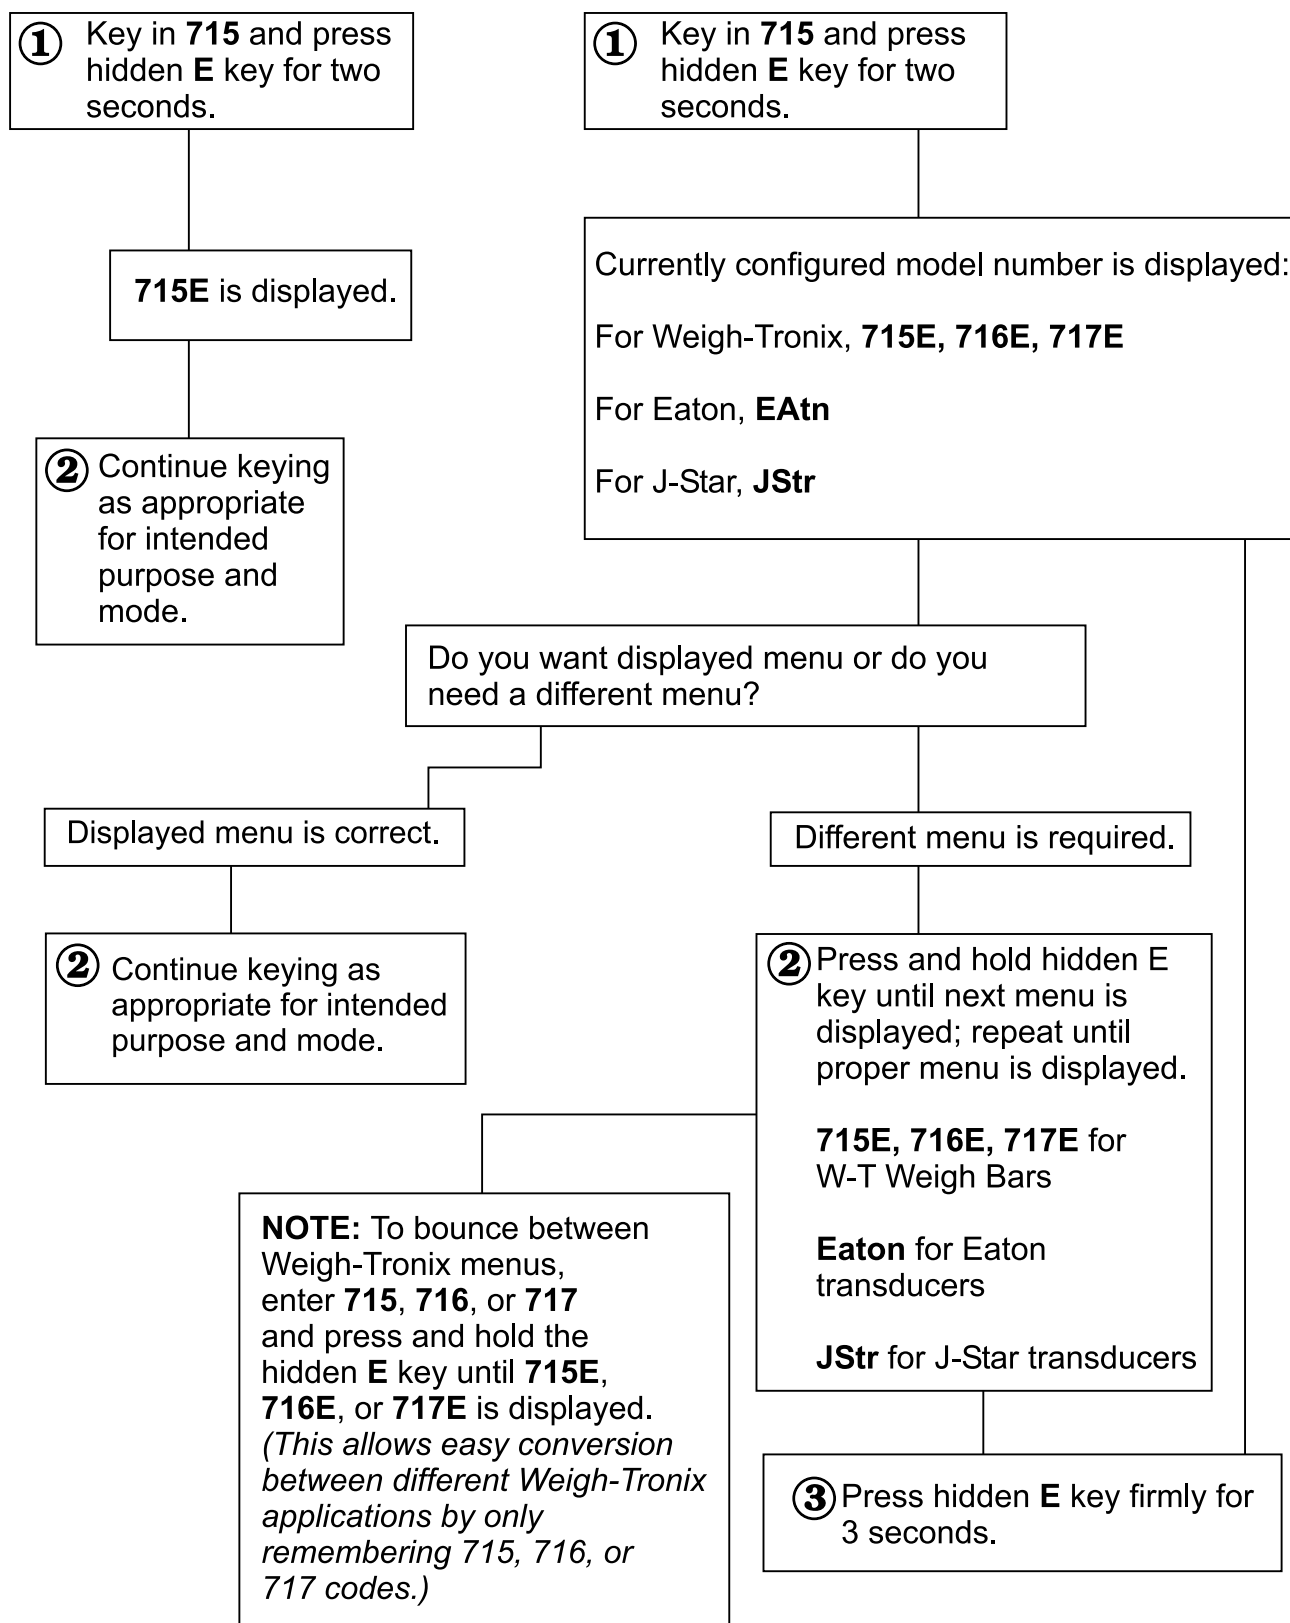 ① Key in 715 and press
hidden E key for two
seconds.
715E is displayed.
② Continue keying
as appropriate
for intended
purpose and
mode.
① Key in 715 and press
hidden E key for two
seconds.
Currently configured model number is displayed:
For Weigh-Tronix, 715E, 716E, 717E
For Eaton, EAtn
For J-Star, JStr
Do you want displayed menu or do you
need a different menu?
Displayed menu is correct.
② Continue keying as
appropriate for intended
purpose and mode.
Different menu is required.
② Press and hold hidden E
key until next menu is
displayed; repeat until
proper menu is displayed.
715E, 716E, 717E for
W-T Weigh Bars
Eaton for Eaton
transducers
JStr for J-Star transducers
NOTE: To bounce between
Weigh-Tronix menus,
enter 715, 716, or 717
and press and hold the
hidden E key until 715E,
716E, or 717E is displayed.
(This allows easy conversion
between different Weigh-Tronix
applications by only
remembering 715, 716, or
717 codes.)
③ Press hidden E key firmly for
3 seconds.